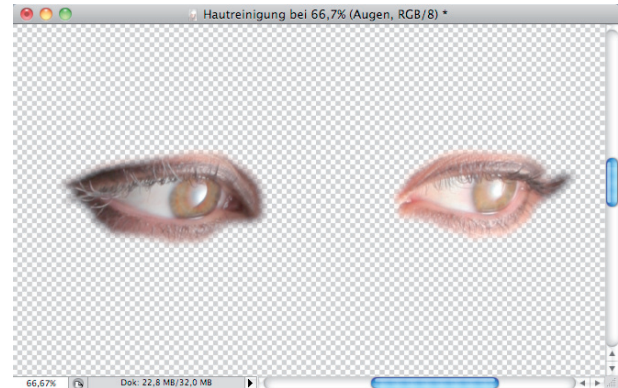 Hautreinigung bei 66,7% (Augen, RGB/8) *
66,67%
Dok: 22,8 MB/32,0 MB